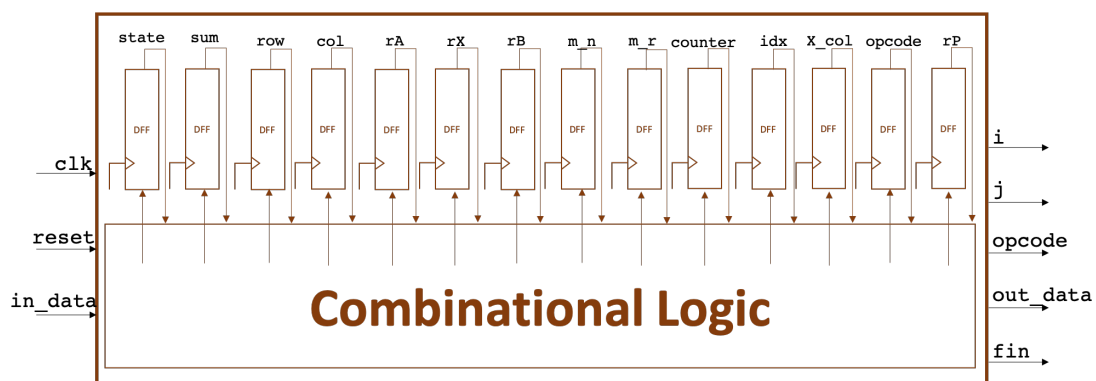 state sum row col rA rX rB m_n m_r counter idx X_col opcode rP
DFF DFF DFF DFF DFF DFF DFF DFF DFF DFF DFF DFF DFF DFF
clk
reset
in_data
Combinational Logic
i
j
opcode
out_data
fin